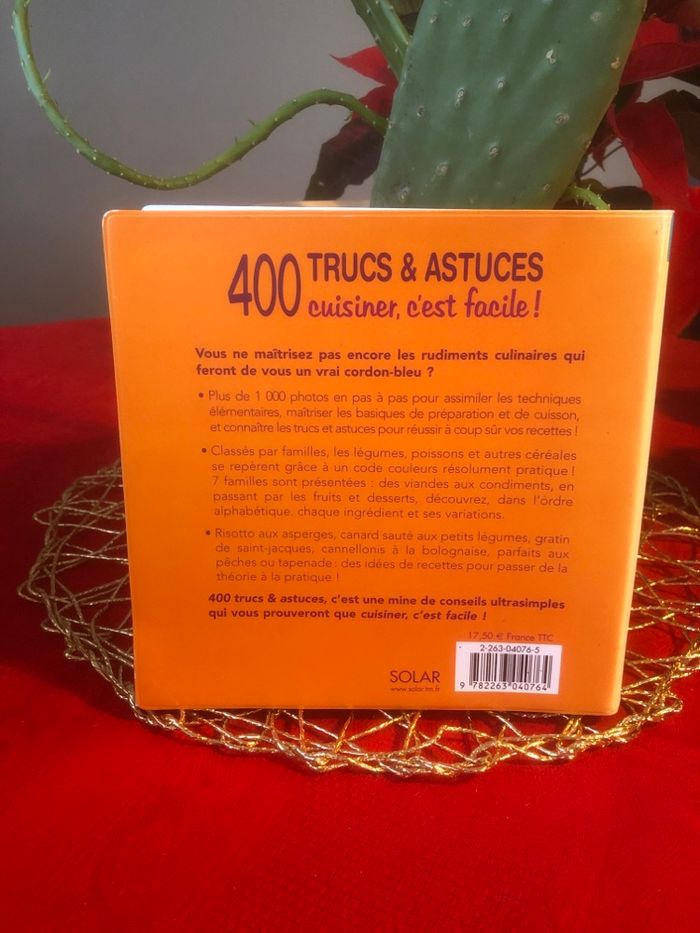 400 TRUCS & ASTUCES
cuisiner, c'est facile !
Vous ne maîtrisez pas encore les rudiments culinaires qui
feront de vous un vrai cordon-bleu ?
• Plus de 1 000 photos en pas à pas pour assimiler les techniques
élémentaires, maîtriser les basiques de préparation et de cuisson,
et connaître les trucs et astuces pour réussir à coup sûr vos recettes !
• Classés par familles, les légumes, poissons et autres céréales
se repèrent grâce à un code couleurs résolument pratique !
7 familles sont présentées : des viandes aux condiments, en
passant par les fruits et desserts, découvrez, dans l'ordre
alphabétique, chaque ingrédient et ses variations.
• Risotto aux asperges, canard sauté aux petits légumes, gratin
de saint-jacques, cannellonis à la bolognaise, parfaits aux
pêches ou tapenade : des idées de recettes pour passer de la
théorie à la pratique !
400 trucs & astuces, c'est une mine de conseils ultrasimples
qui vous prouveront que cuisiner, c'est facile !
17,50 € France TTC
2-263-04076-5
9 782263 040764
SOLAR
www.solar.tm.fr